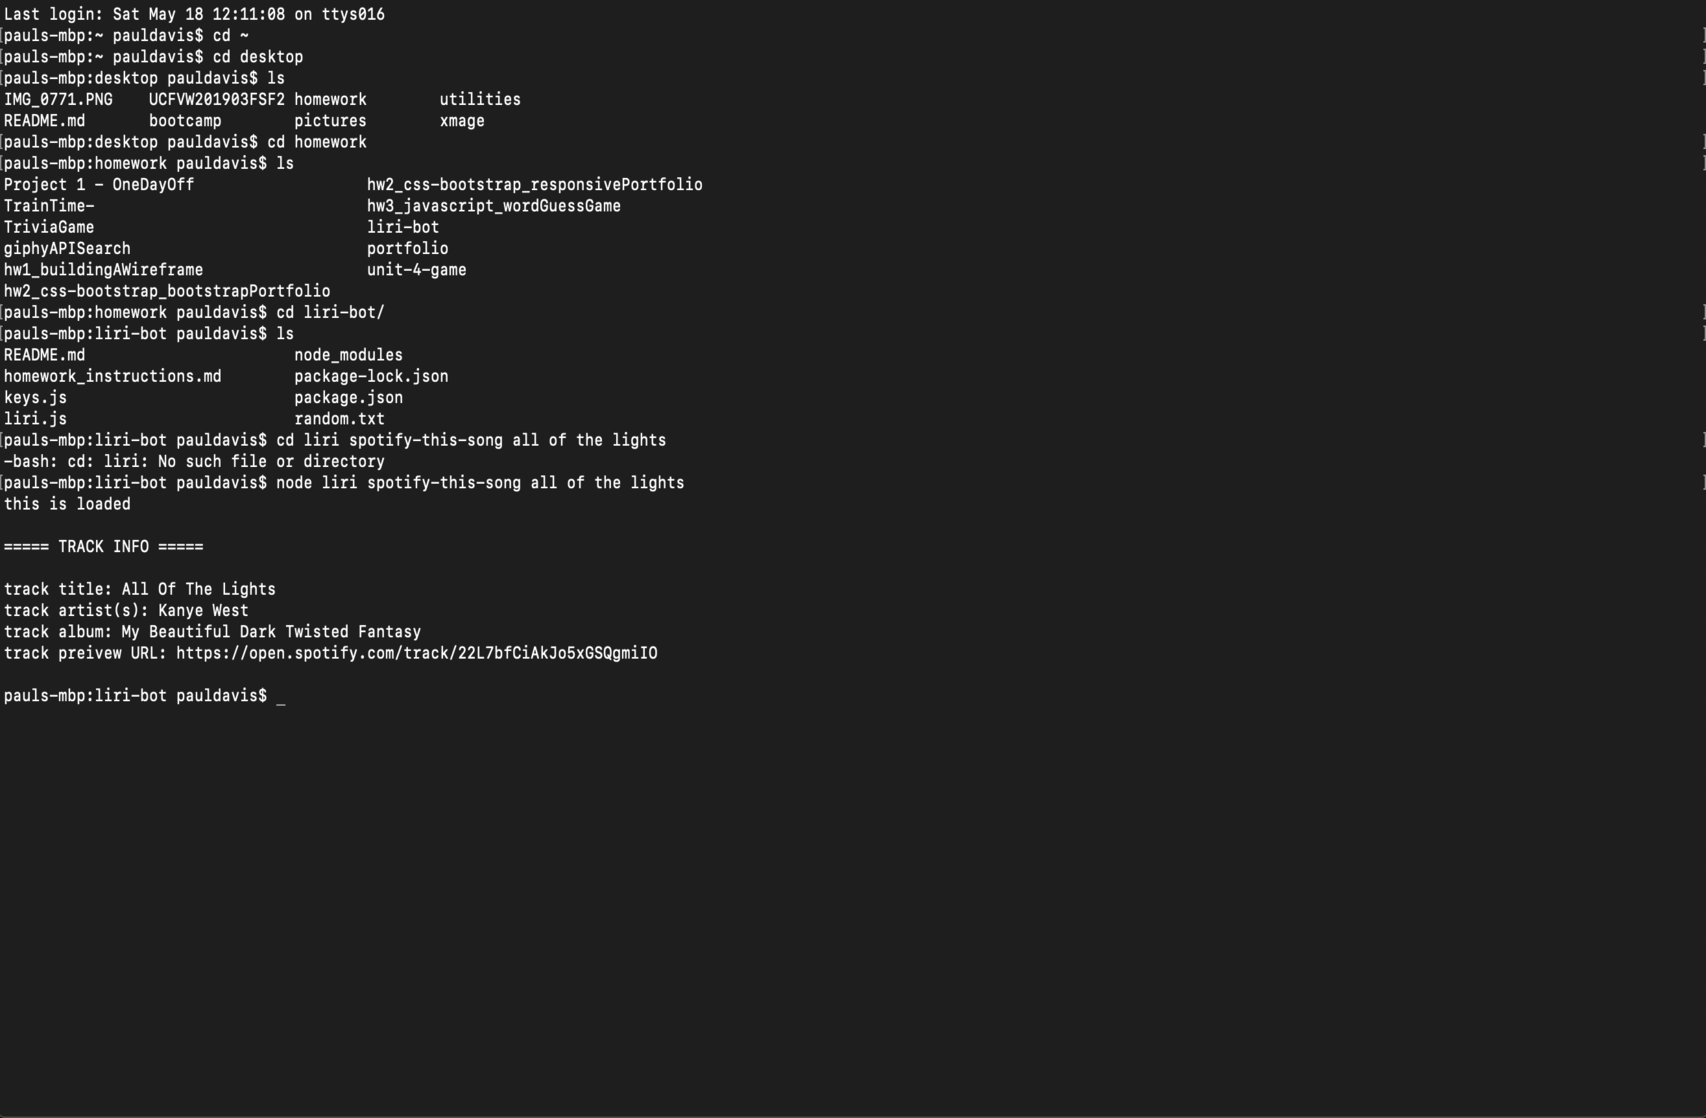 Last login: Sat May 18 12:11:08 on ttys016
[pauls-mbp:~ pauldavis$ cd ~ ]
[pauls-mbp:~ pauldavis$ cd desktop ]
[pauls-mbp:desktop pauldavis$ ls ]
IMG_0771.PNG    UCFVW201903FSF2 homework        utilities
README.md       bootcamp        pictures        xmage
[pauls-mbp:desktop pauldavis$ cd homework ]
[pauls-mbp:homework pauldavis$ ls ]
Project 1 - OneDayOff                   hw2_css-bootstrap_responsivePortfolio
TrainTime-                              hw3_javascript_wordGuessGame
TriviaGame                              liri-bot
giphyAPISearch                          portfolio
hw1_buildingAWireframe                  unit-4-game
hw2_css-bootstrap_bootstrapPortfolio
[pauls-mbp:homework pauldavis$ cd liri-bot/ ]
[pauls-mbp:liri-bot pauldavis$ ls ]
README.md                       node_modules
homework_instructions.md        package-lock.json
keys.js                         package.json
liri.js                         random.txt
[pauls-mbp:liri-bot pauldavis$ cd liri spotify-this-song all of the lights ]
-bash: cd: liri: No such file or directory
[pauls-mbp:liri-bot pauldavis$ node liri spotify-this-song all of the lights ]
this is loaded
===== TRACK INFO =====
track title: All Of The Lights
track artist(s): Kanye West
track album: My Beautiful Dark Twisted Fantasy
track preivew URL: https://open.spotify.com/track/22L7bfCiAkJo5xGSQgmiIO
pauls-mbp:liri-bot pauldavis$ _